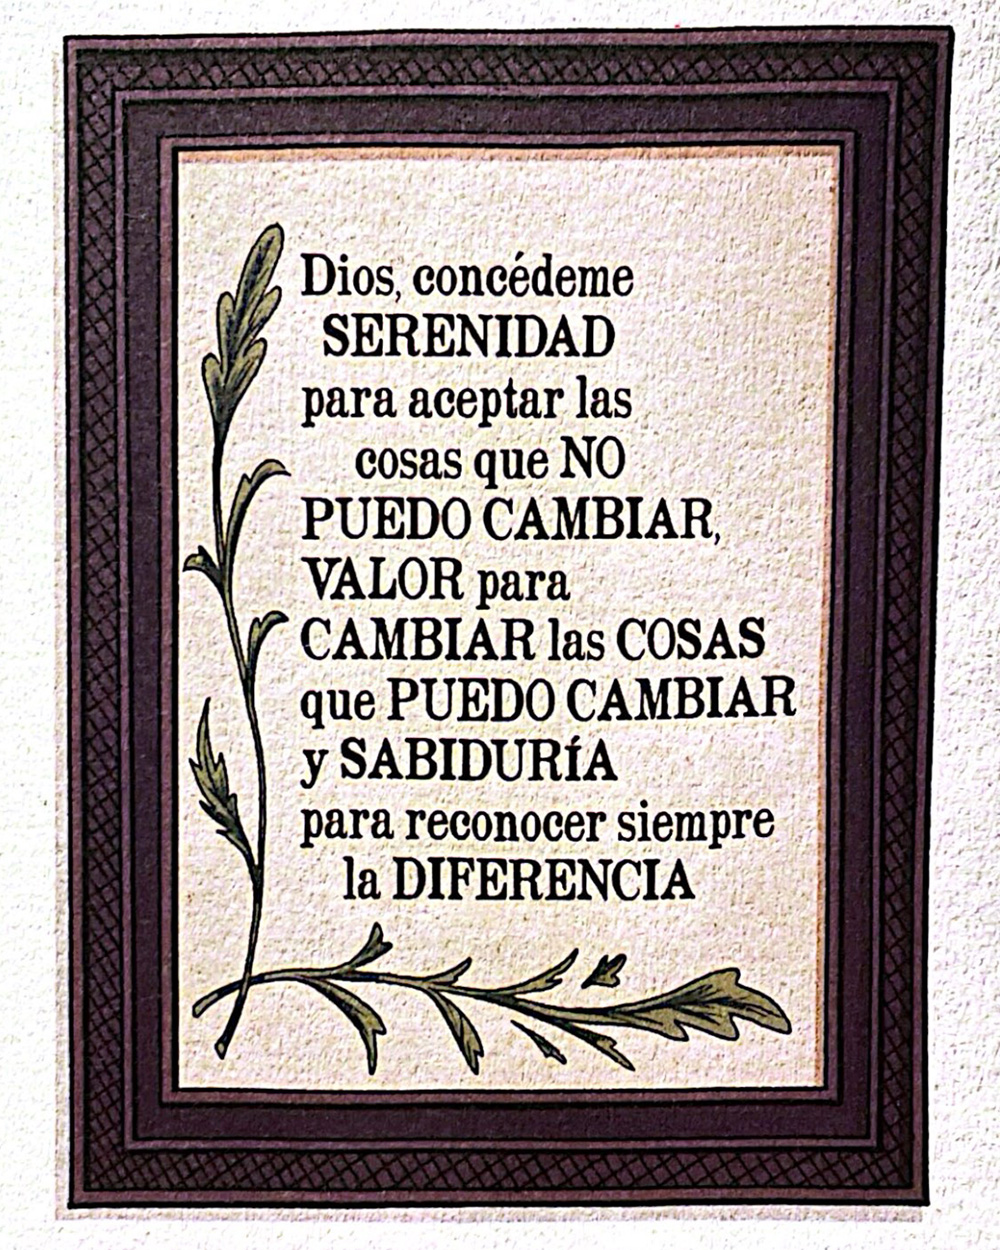 Dios, concédeme
SERENIDAD
para aceptar las
cosas que NO
PUEDO CAMBIAR,
VALOR para
CAMBIAR las COSAS
que PUEDO CAMBIAR
y SABIDURíA
para reconocer siempre
la DIFERENCIA